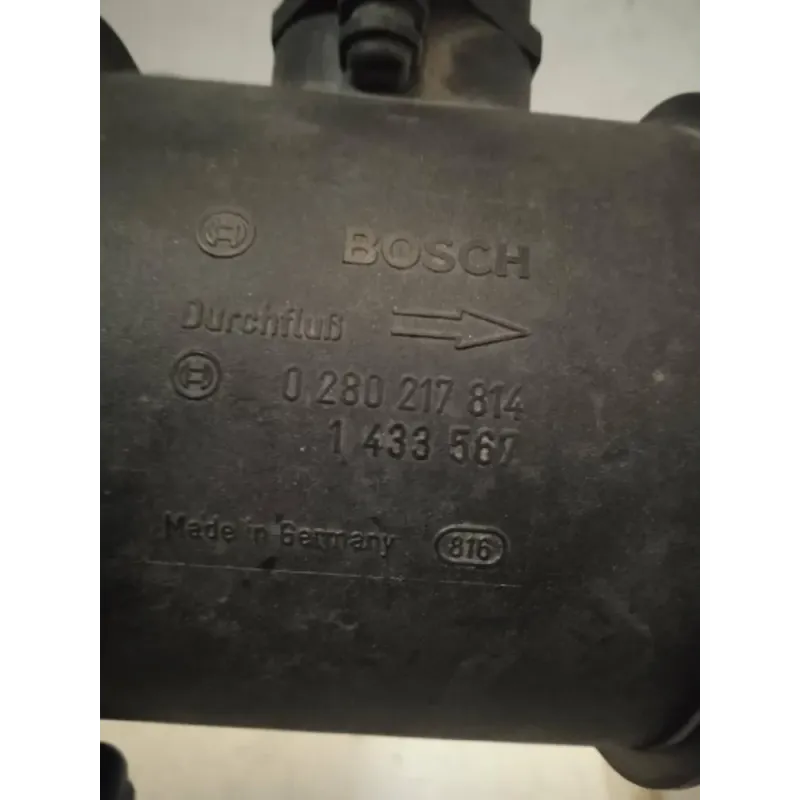 BOSCH
Durchfluß
0 280 217 814
1 433 567
Made in Germany 816